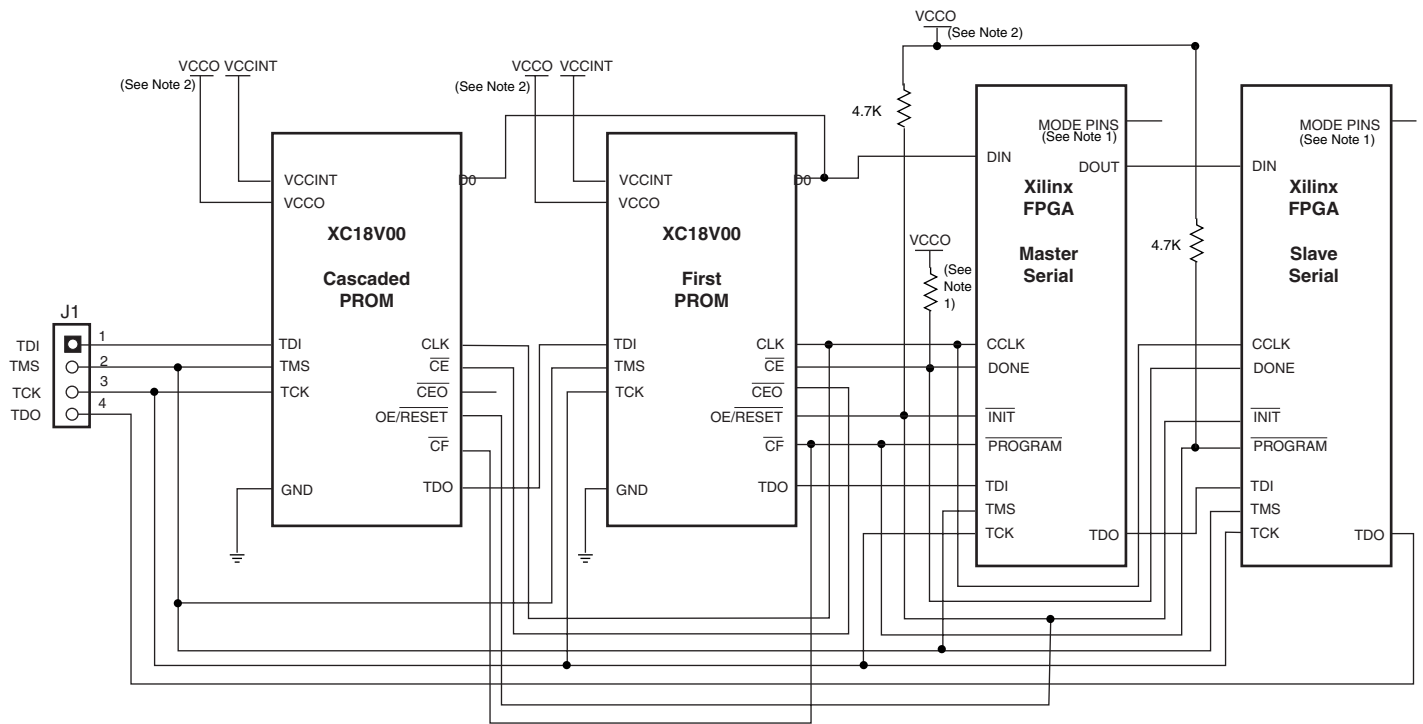 VCCO
(See Note 2)
VCCO VCCINT
(See Note 2)
VCCO VCCINT
(See Note 2)
4.7K
MODE PINS
(See Note 1)
MODE PINS
(See Note 1)
VCCINT
VCCO
D0
XC18V00
Cascaded
PROM
TDI
TMS
TCK
GND
CLK
CE
CEO
OE/RESET
CF
TDO
VCCINT
VCCO
D0
XC18V00
First
PROM
TDI
TMS
TCK
GND
CLK
CE
CEO
OE/RESET
CF
TDO
VCCO
(See
Note
1)
DIN
DOUT
Xilinx
FPGA
Master
Serial
CCLK
DONE
INIT
PROGRAM
TDI
TMS
TCK
TDO
4.7K
DIN
Xilinx
FPGA
Slave
Serial
CCLK
DONE
INIT
PROGRAM
TDI
TMS
TCK
TDO
J1
TDI 1
TMS 2
TCK 3
TDO 4